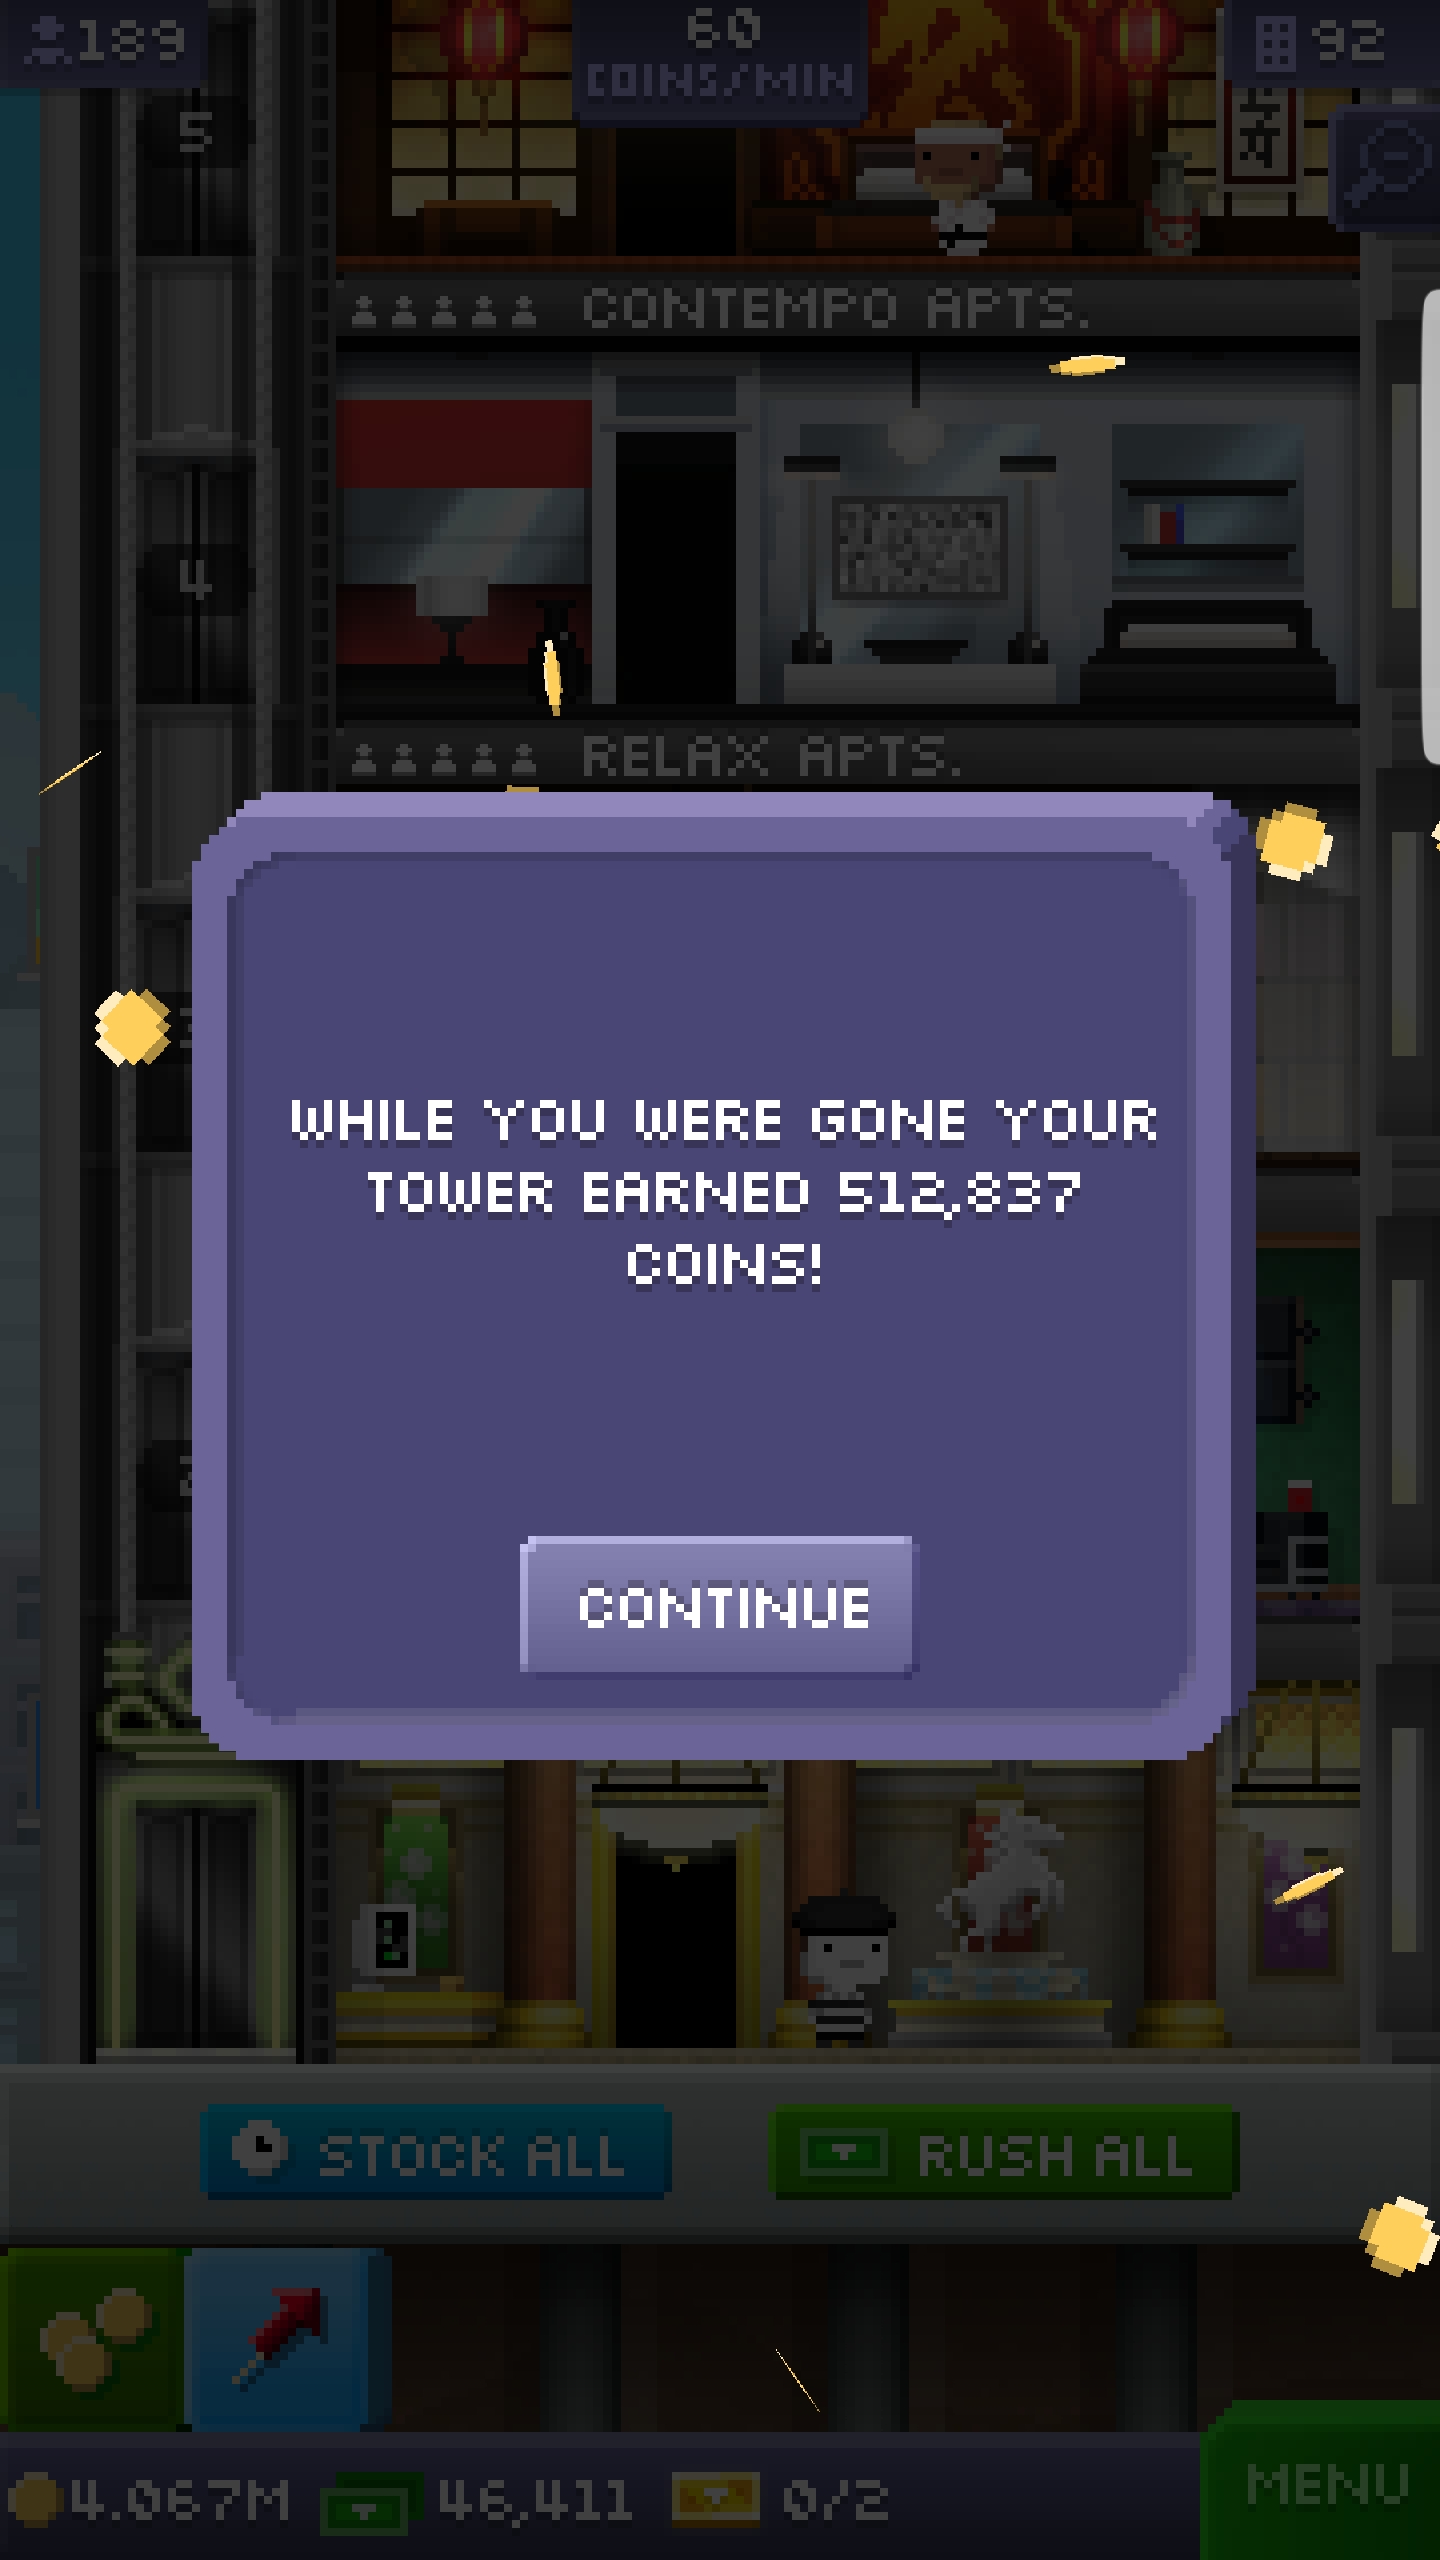 189
60
COINS/MIN
92
5
CONTEMPO APTS.
4
RELAX APTS.
WHILE YOU WERE GONE YOUR
TOWER EARNED 512,837
COINS!
CONTINUE
STOCK ALL
RUSH ALL
4.067M
46,411
0/2
MENU